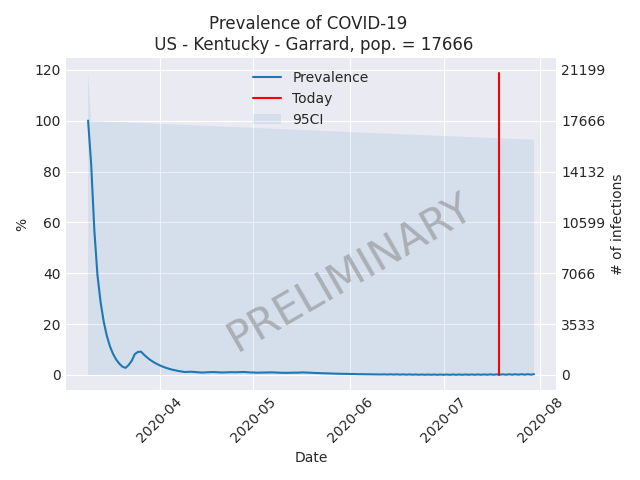 Prevalence of COVID-19
US - Kentucky - Garrard, pop. = 17666
Prevalence
Today
95CI
120
100
80
60
40
20
0
%
21199
17666
14132
10599
7066
3533
0
# of infections
PRELIMINARY
2020-04
2020-05
2020-06
2020-07
2020-08
Date